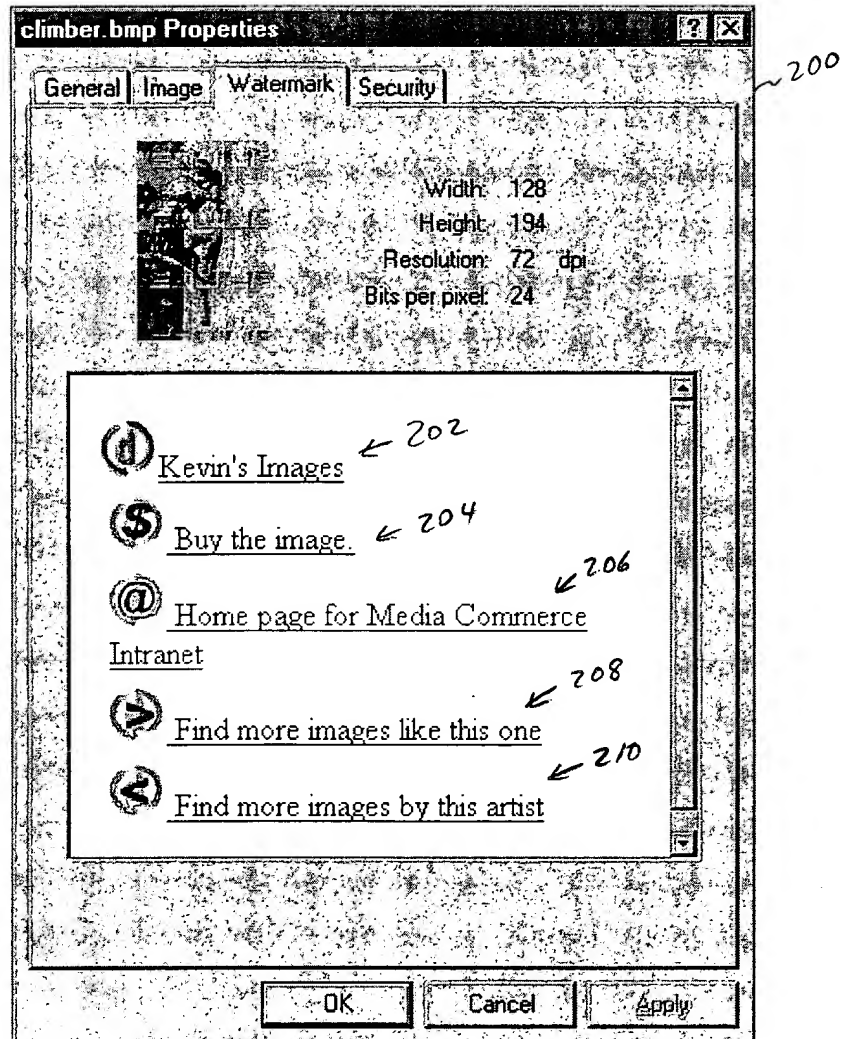 climber.bmp Properties
200
General Image Watermark Security
Width: 128
Height: 194
Resolution: 72 dpi
Bits per pixel: 24
(d) Kevin's Images 202
($) Buy the image. 204
206
(@) Home page for Media Commerce
Intranet
208
(>) Find more images like this one
210
(<) Find more images by this artist
OK Cancel Apply